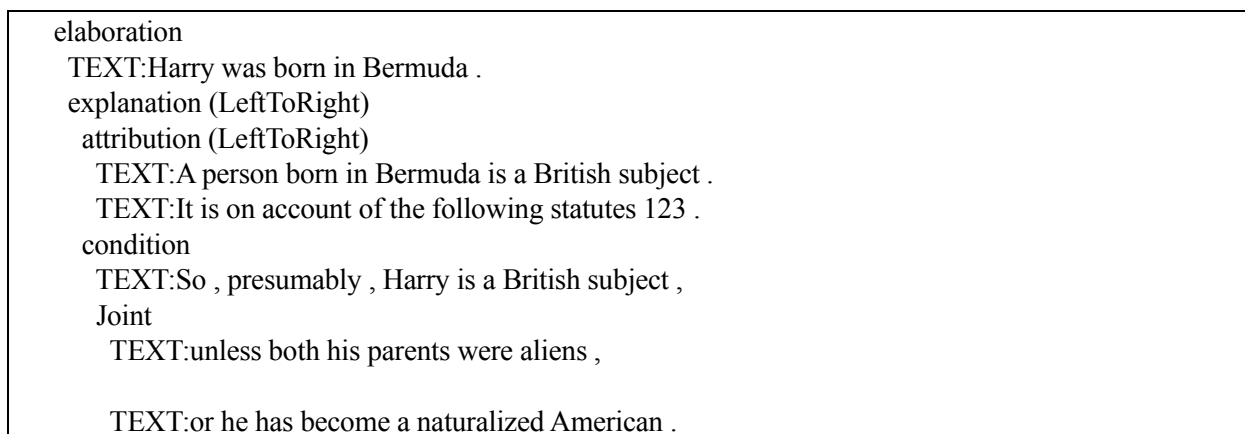 elaboration
TEXT:Harry was born in Bermuda .
explanation (LeftToRight)
attribution (LeftToRight)
TEXT:A person born in Bermuda is a British subject .
TEXT:It is on account of the following statutes 123 .
condition
TEXT:So , presumably , Harry is a British subject ,
Joint
TEXT:unless both his parents were aliens ,
TEXT:or he has become a naturalized American .